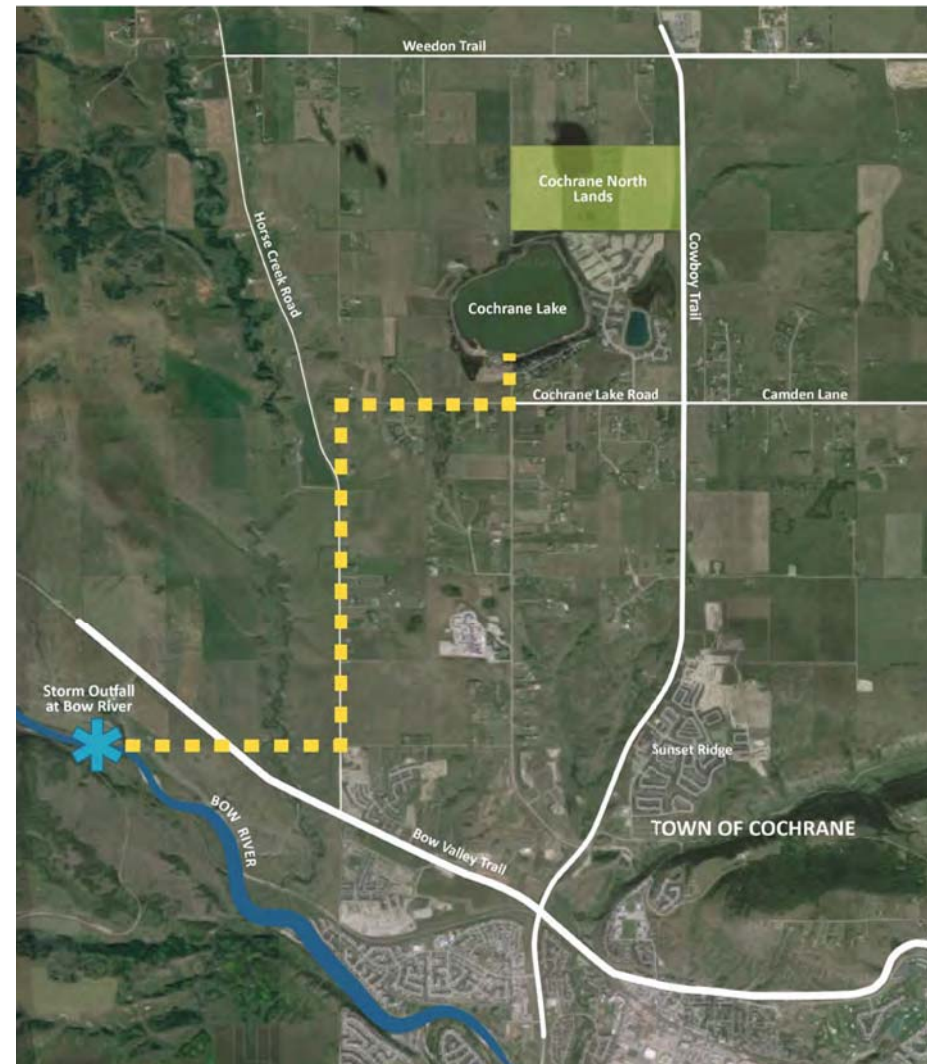 Weedon Trail
Cochrane North
Lands
Horse Creek Road
Cowboy Trail
Cochrane Lake
Cochrane Lake Road
Camden Lane
Storm Outfall
at Bow River
Sunset Ridge
BOW RIVER
Bow Valley Trail
TOWN OF COCHRANE